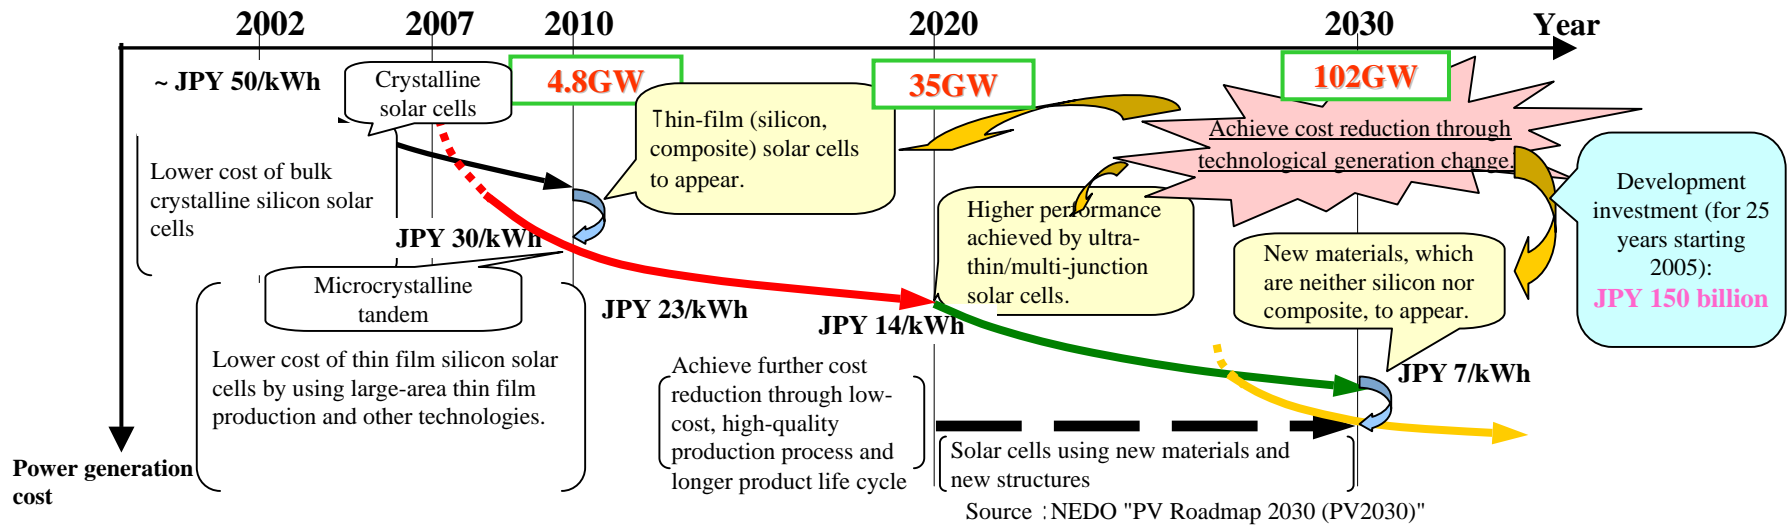 2002
2007
2010
2020
2030
Year
~ JPY 50/kWh
Crystalline
solar cells
4.8GW
35GW
102GW
Thin-film (silicon,
composite) solar cells
to appear.
Achieve cost reduction through
technological generation change.
Lower cost of bulk
crystalline silicon solar
cells
JPY 30/kWh
Higher performance
achieved by ultra-
thin/multi-junction
solar cells.
New materials, which
are neither silicon nor
composite, to appear.
Development
investment (for 25
years starting
2005):
JPY 150 billion
Microcrystalline
tandem
JPY 23/kWh
JPY 14/kWh
JPY 7/kWh
Lower cost of thin film silicon solar
cells by using large-area thin film
production and other technologies.
Achieve further cost
reduction through low-
cost, high-quality
production process and
longer product life cycle
Solar cells using new materials and
new structures
Power generation
cost
Source : NEDO "PV Roadmap 2030 (PV2030)"